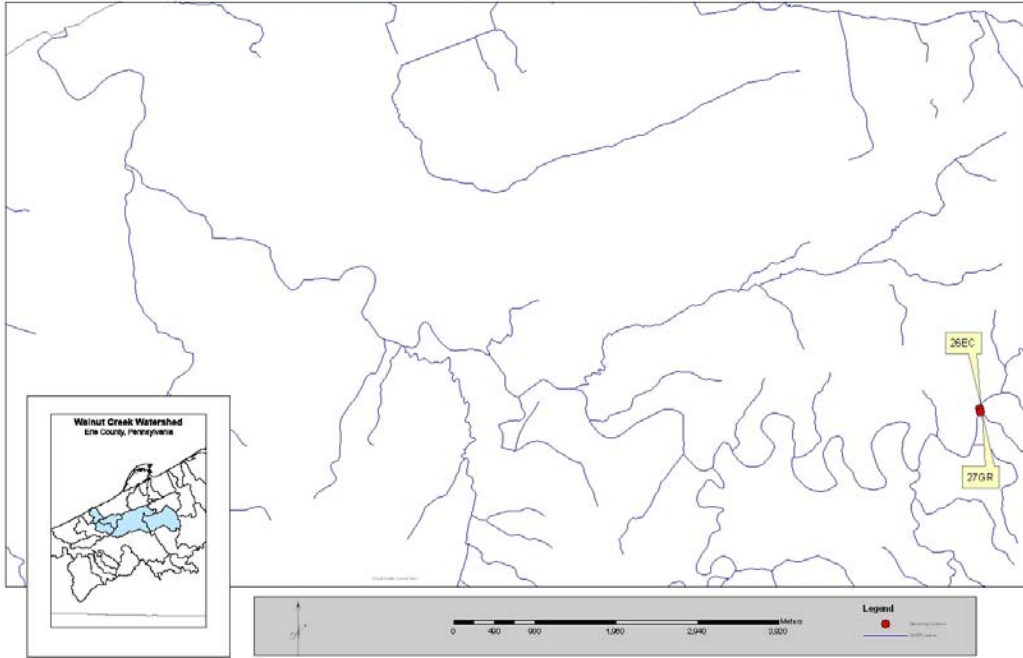 26EC
27GR
Walnut Creek Watershed
Erie County, Pennsylvania
Meters
0 490 980 1,960 2,940 3,920
Legend